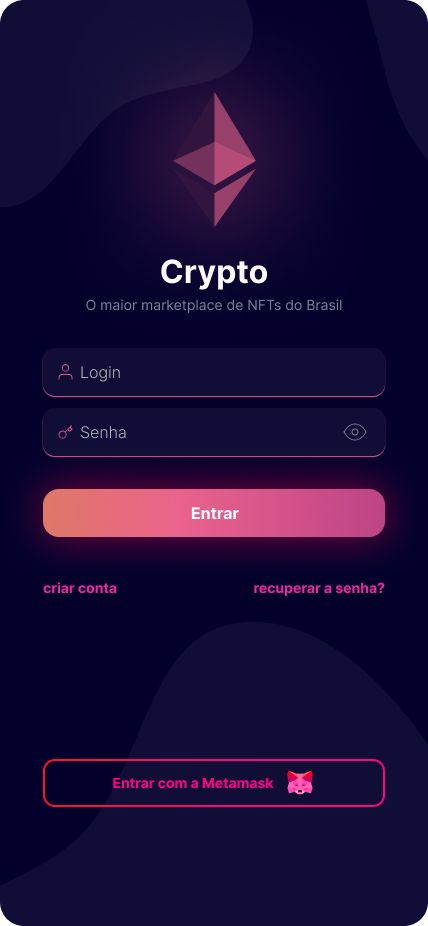 Crypto
O maior marketplace de NFTs do Brasil
Login
Senha
Entrar
criar conta
recuperar a senha?
Entrar com a Metamask